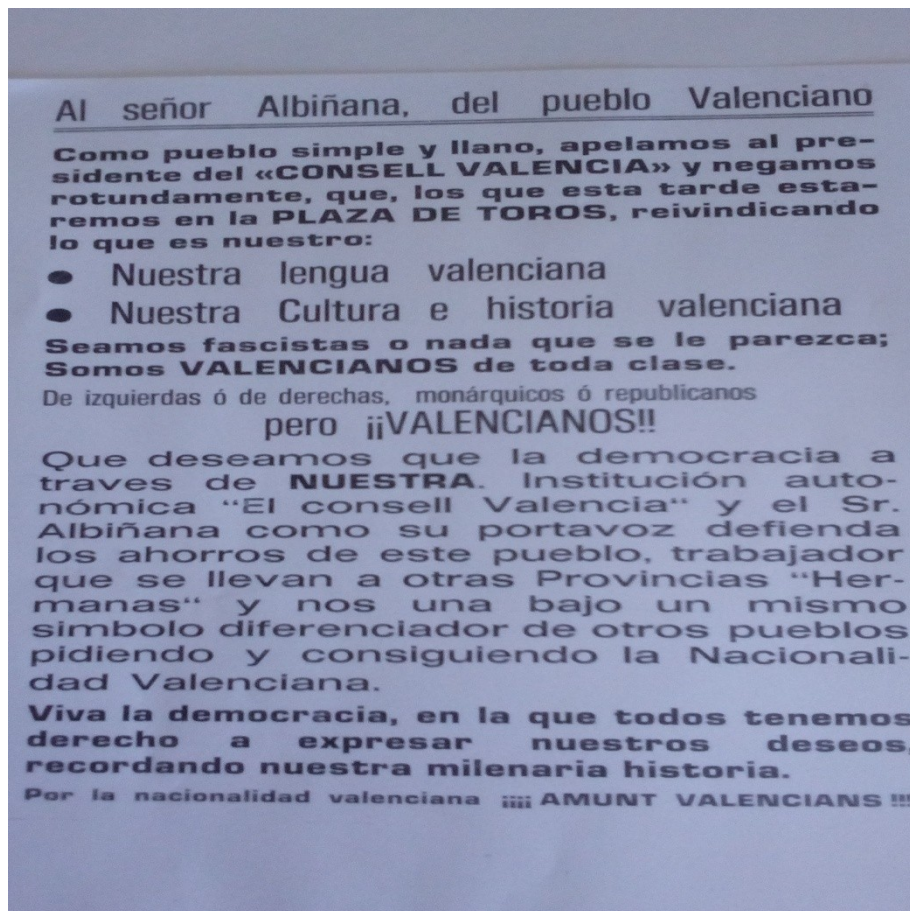 Al señor Albiñana, del pueblo Valenciano
Como pueblo simple y llano, apelamos al pre-
sidente del «CONSELL VALENCIA» y negamos
rotundamente, que, los que esta tarde esta-
remos en la PLAZA DE TOROS, reivindicando
lo que es nuestro:
● Nuestra lengua valenciana
● Nuestra Cultura e historia valenciana
Seamos fascistas o nada que se le parezca;
Somos VALENCIANOS de toda clase.
De izquierdas ó de derechas, monárquicos ó republicanos
pero ¡¡VALENCIANOS!!
Que deseamos que la democracia a
traves de NUESTRA. Institución auto-
nómica “El consell Valencia“ y el Sr.
Albiñana como su portavoz defienda
los ahorros de este pueblo, trabajador
que se llevan a otras Provincias “Her-
manas“ y nos una bajo un mismo
simbolo diferenciador de otros pueblos
pidiendo y consiguiendo la Nacionali-
dad Valenciana.
Viva la democracia, en la que todos tenemos
derecho a expresar nuestros deseos,
recordando nuestra milenaria historia.
Por la nacionalidad valenciana ¡¡¡¡ AMUNT VALENCIANS !!!